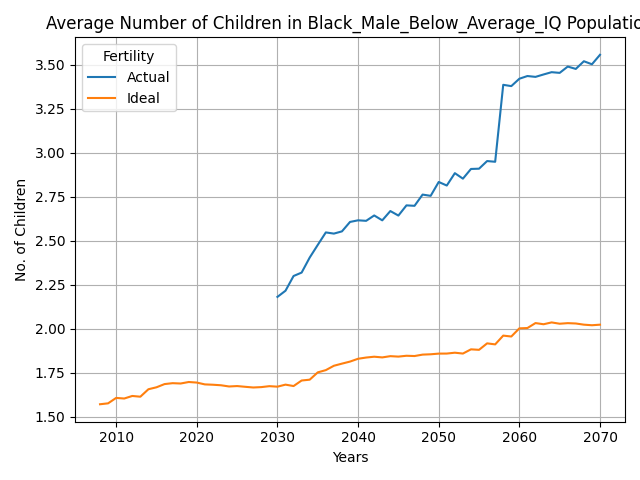 Average Number of Children in Black_Male_Below_Average_IQ Populatio
Fertility
Actual
Ideal
3.50
3.25
3.00
2.75
2.50
2.25
2.00
1.75
1.50
No. of Children
2010 2020 2030 2040 2050 2060 2070
Years